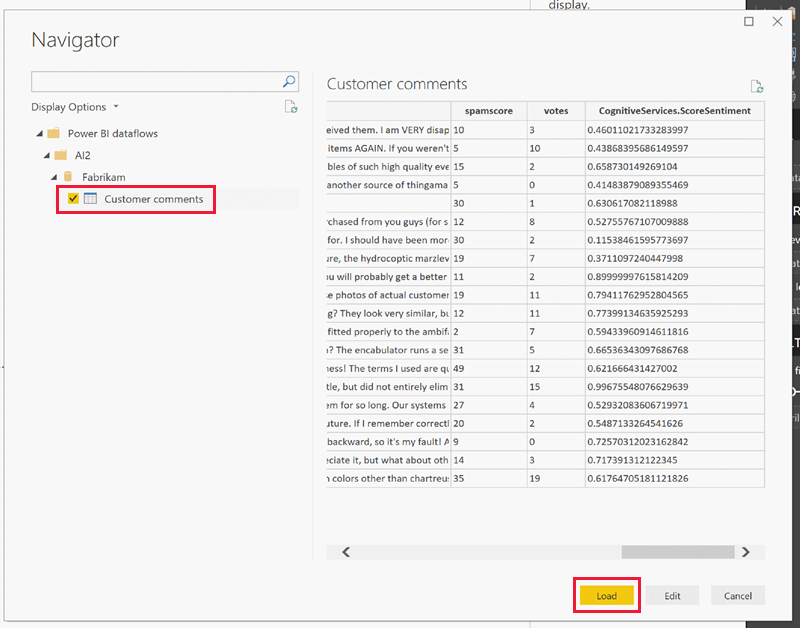 display.
Navigator
Display Options
Power BI dataflows
AI2
Fabrikam
Customer comments
Customer comments
spamscore votes CognitiveServices.ScoreSentiment
eived them. I am VERY disap 10 3 0.46011021733283997
items AGAIN. If you weren't 5 10 0.43868395686149597
bles of such high quality eve 15 2 0.658730149269104
another source of thingama 5 0 0.41483879089355469
30 1 0.630617082118988
chased from you guys (for s 12 8 0.52755767107009888
for. I should have been mor 30 2 0.11538461595773697
ure, the hydrocoptic marzlev 19 7 0.3711097240447998
ou will probably get a better 11 2 0.89999997615814209
e photos of actual customer 19 11 0.79411762952804565
g? They look very similar, bu 12 11 0.77399134635925293
fitted properly to the ambifa 2 7 0.59433960914611816
? The encabulator runs a se 31 5 0.66536343097686768
ness! The terms I used are qu 49 12 0.621666431427002
tle, but did not entirely elim 31 15 0.99675548076629639
em for so long. Our systems 27 4 0.52932083606719971
uture. If I remember correctl 20 2 0.5487133264541626
backward, so it's my fault! A 9 0 0.72570312023162842
eciate it, but what about oth 14 3 0.717391312122345
colors other than chartreus 35 19 0.61764705181121826
Load Edit Cancel